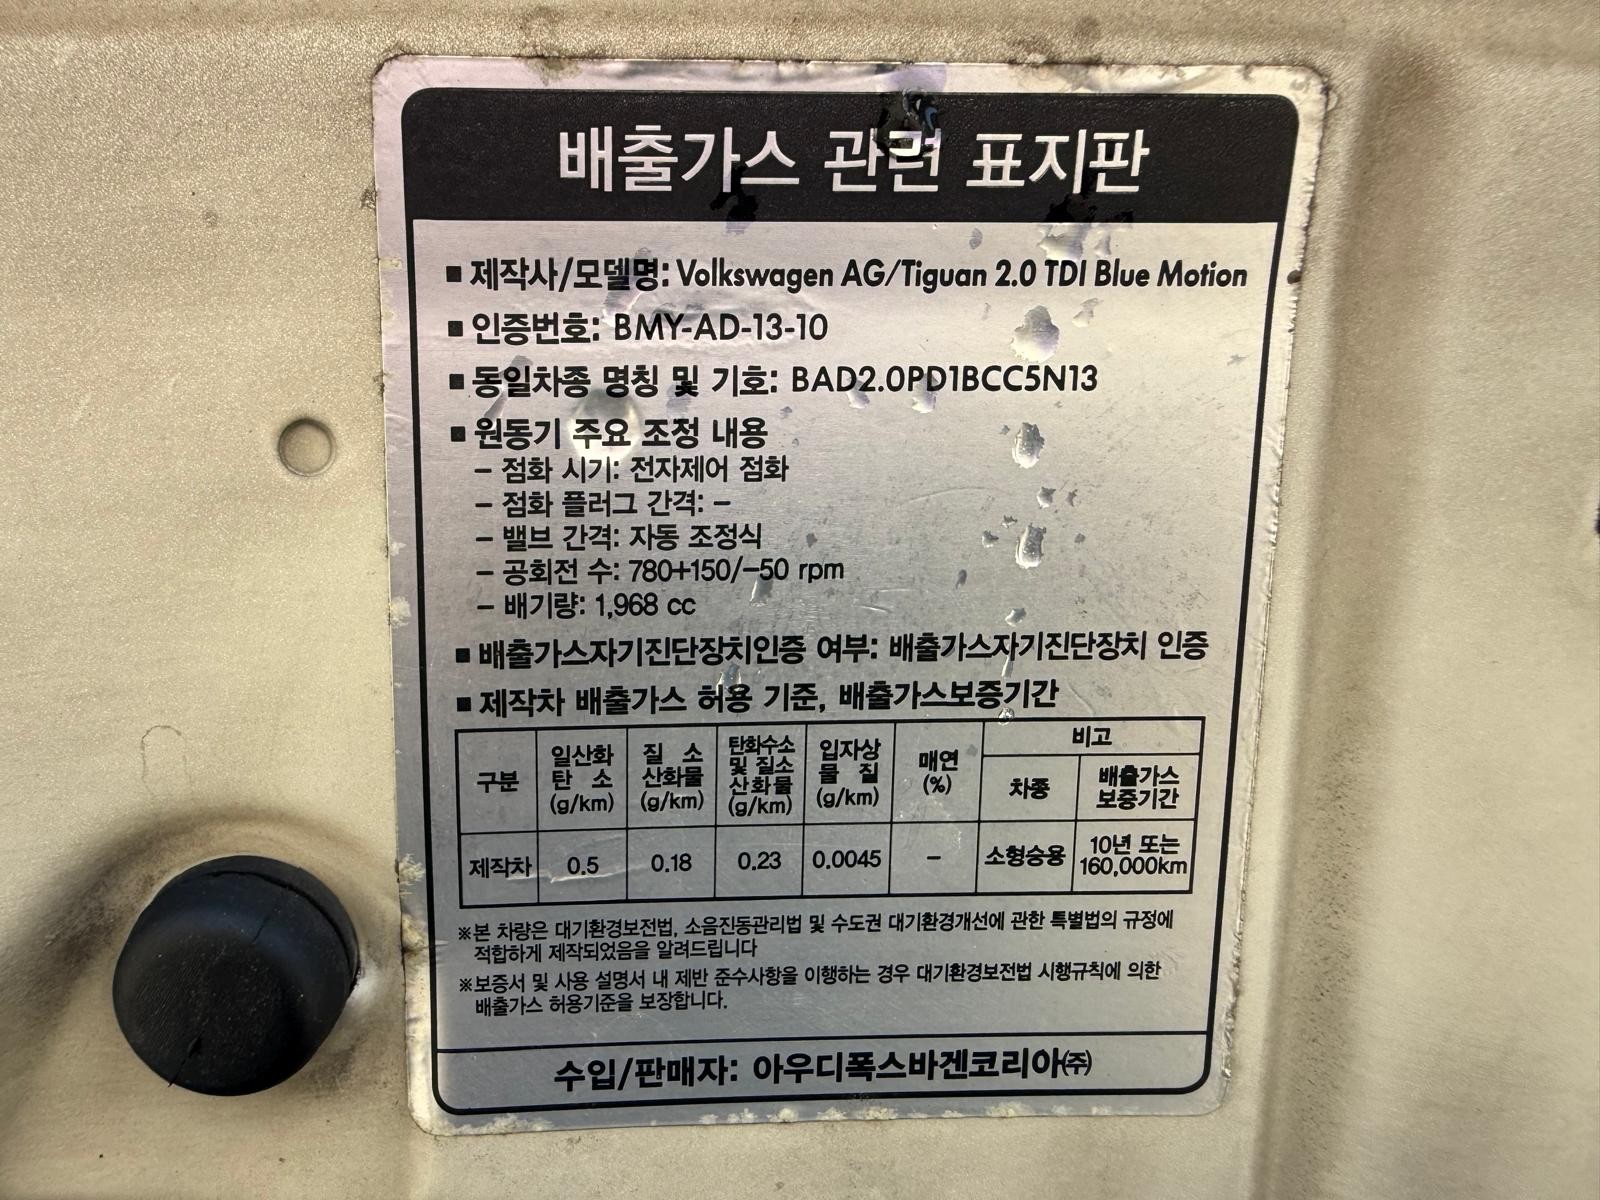 배출가스 관련 표지판
■ 제작사/모델명: Volkswagen AG/Tiguan 2.0 TDI Blue Motion
■ 인증번호: BMY-AD-13-10
■ 동일차종 명칭 및 기호: BAD2.0PD1BCC5N13
■ 원동기 주요 조정 내용
– 점화 시기: 전자제어 점화
– 점화 플러그 간격: –
– 밸브 간격: 자동 조정식
– 공회전 수: 780+150/–50 rpm
– 배기량: 1,968 cc
■ 배출가스자기진단장치인증 여부: 배출가스자기진단장치 인증
■ 제작차 배출가스 허용 기준, 배출가스보증기간
구분
일산화
탄 소
(g/km)
질 소
산화물
(g/km)
탄화수소
및 질소
산화물
(g/km)
입자상
물 질
(g/km)
매연
(%)
비고
차종
배출가스
보증기간
제작차
0.5
0.18
0.23
0.0045
–
소형승용
10년 또는
160,000km
※본 차량은 대기환경보전법, 소음진동관리법 및 수도권 대기환경개선에 관한 특별법의 규정에
적합하게 제작되었음을 알려드립니다
※보증서 및 사용 설명서 내 제반 준수사항을 이행하는 경우 대기환경보전법 시행규칙에 의한
배출가스 허용기준을 보장합니다.
수입/판매자: 아우디폭스바겐코리아㈜